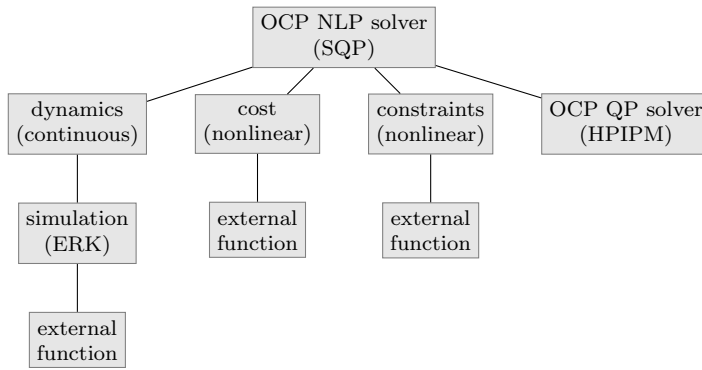 OCP NLP solver
(SQP)
dynamics
(continuous)
cost
(nonlinear)
constraints
(nonlinear)
OCP QP solver
(HPIPM)
simulation
(ERK)
external
function
external
function
external
function